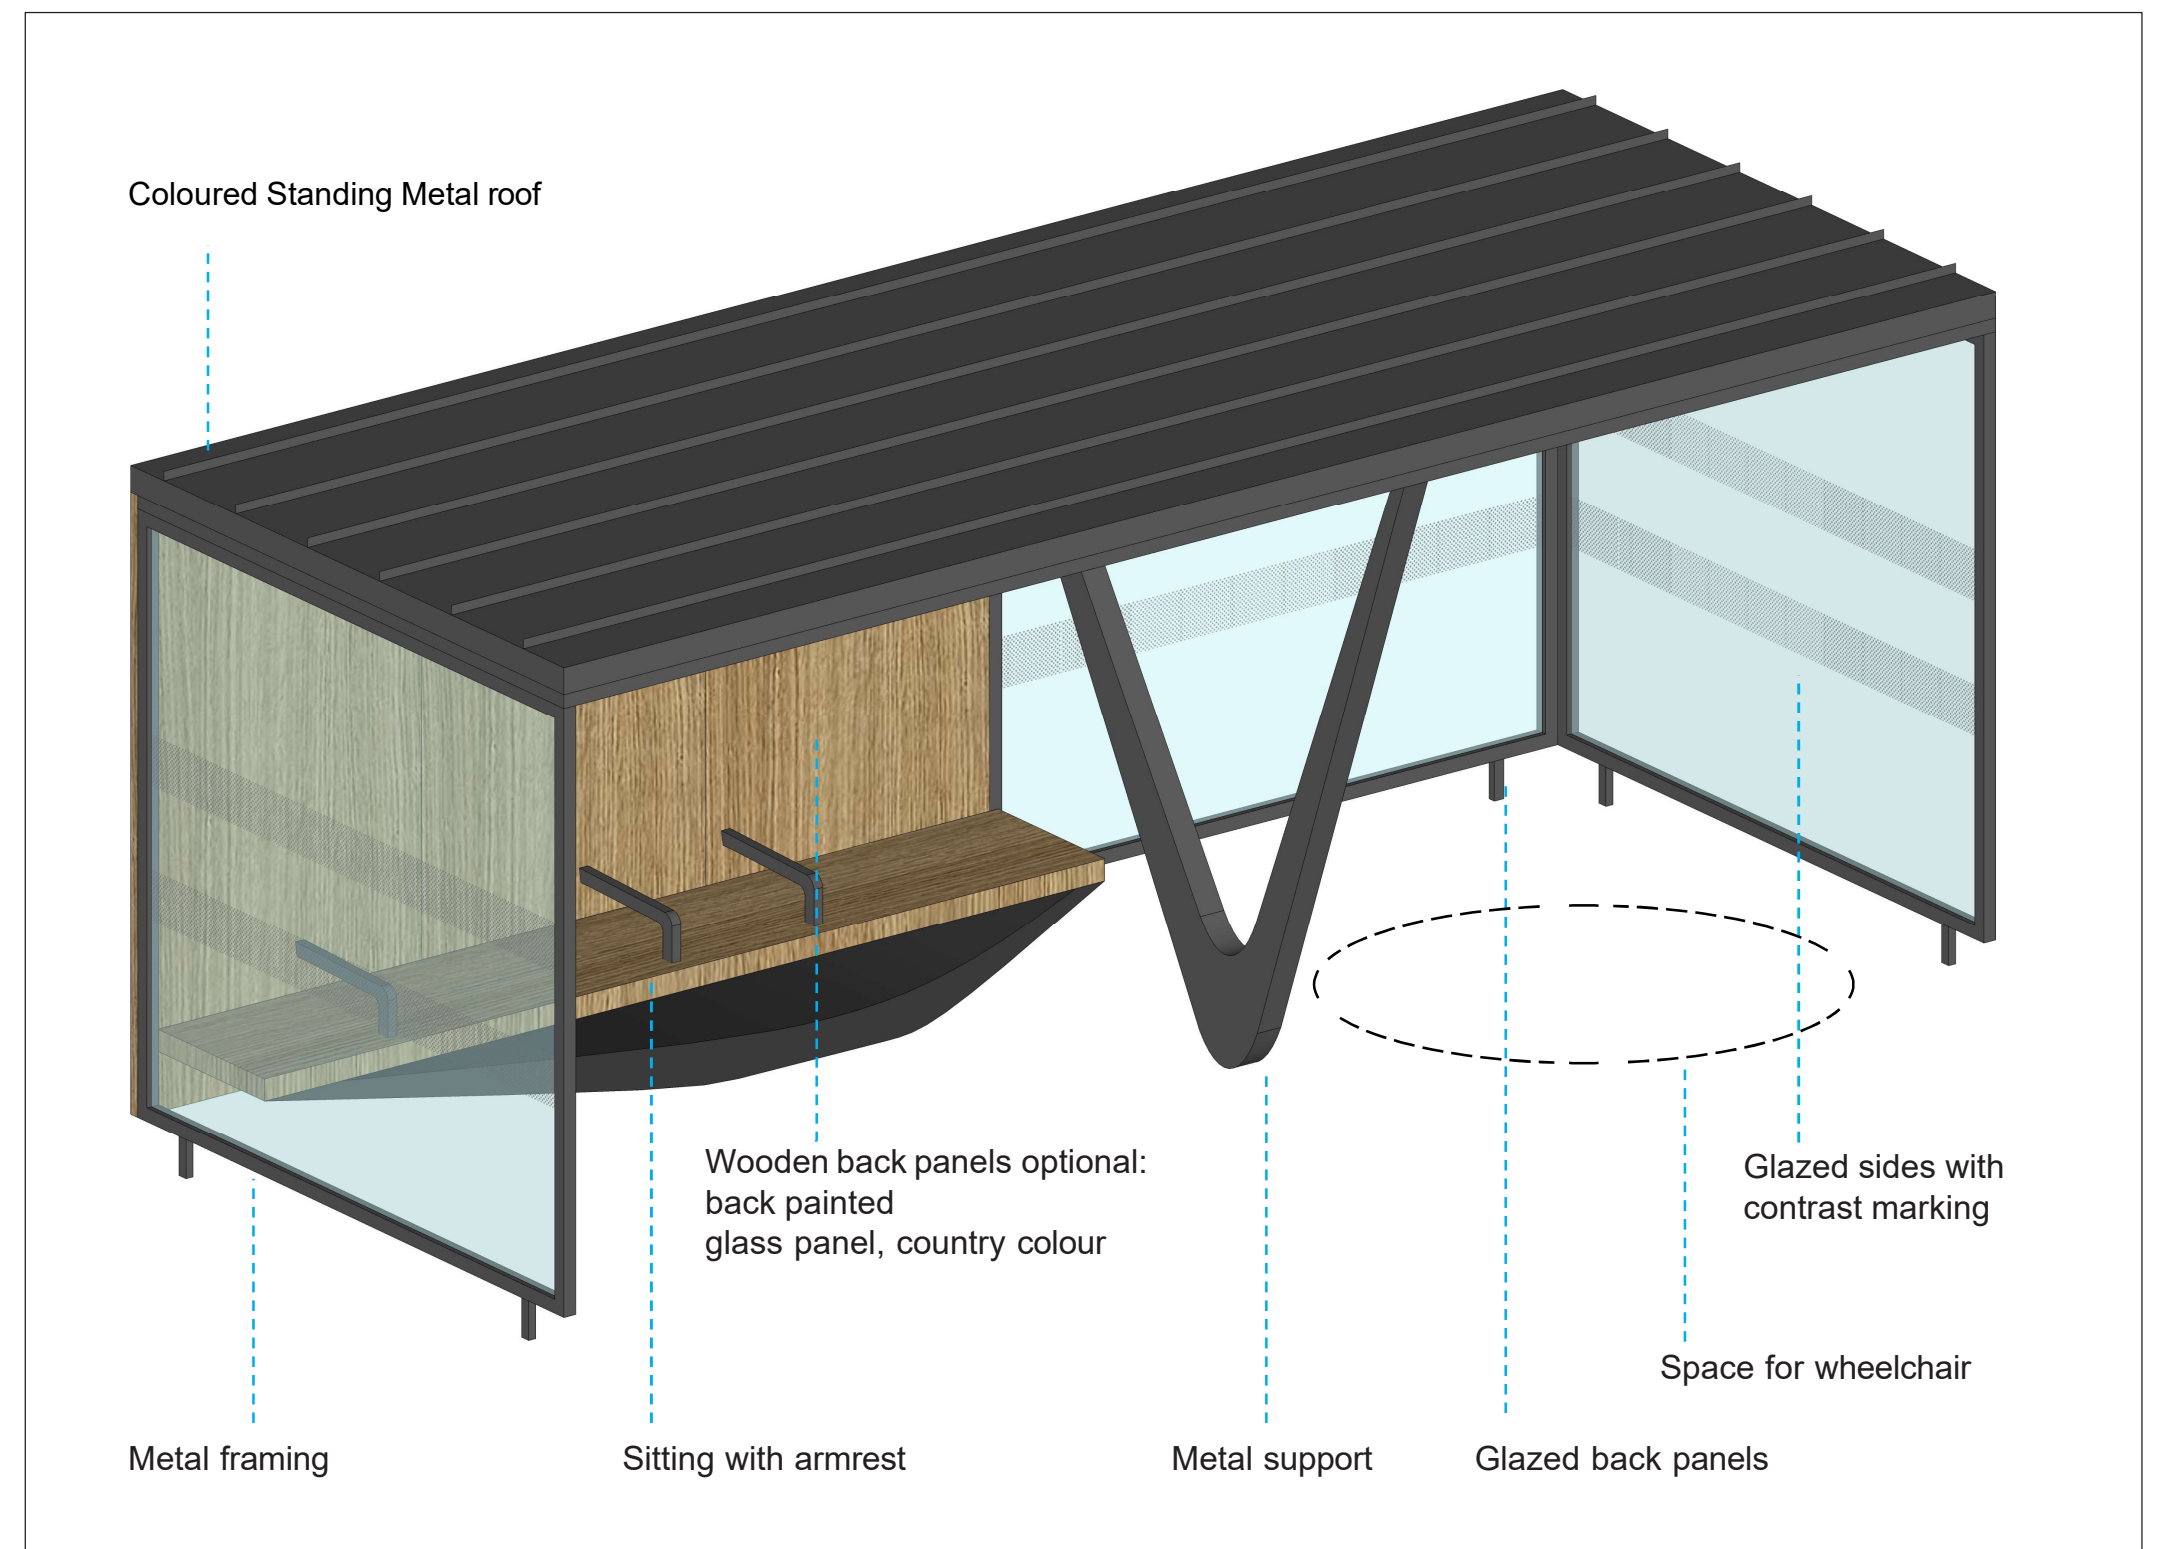 Coloured Standing Metal roof
Wooden back panels optional:
back painted
glass panel, country colour
Glazed sides with
contrast marking
Space for wheelchair
Metal framing
Sitting with armrest
Metal support
Glazed back panels